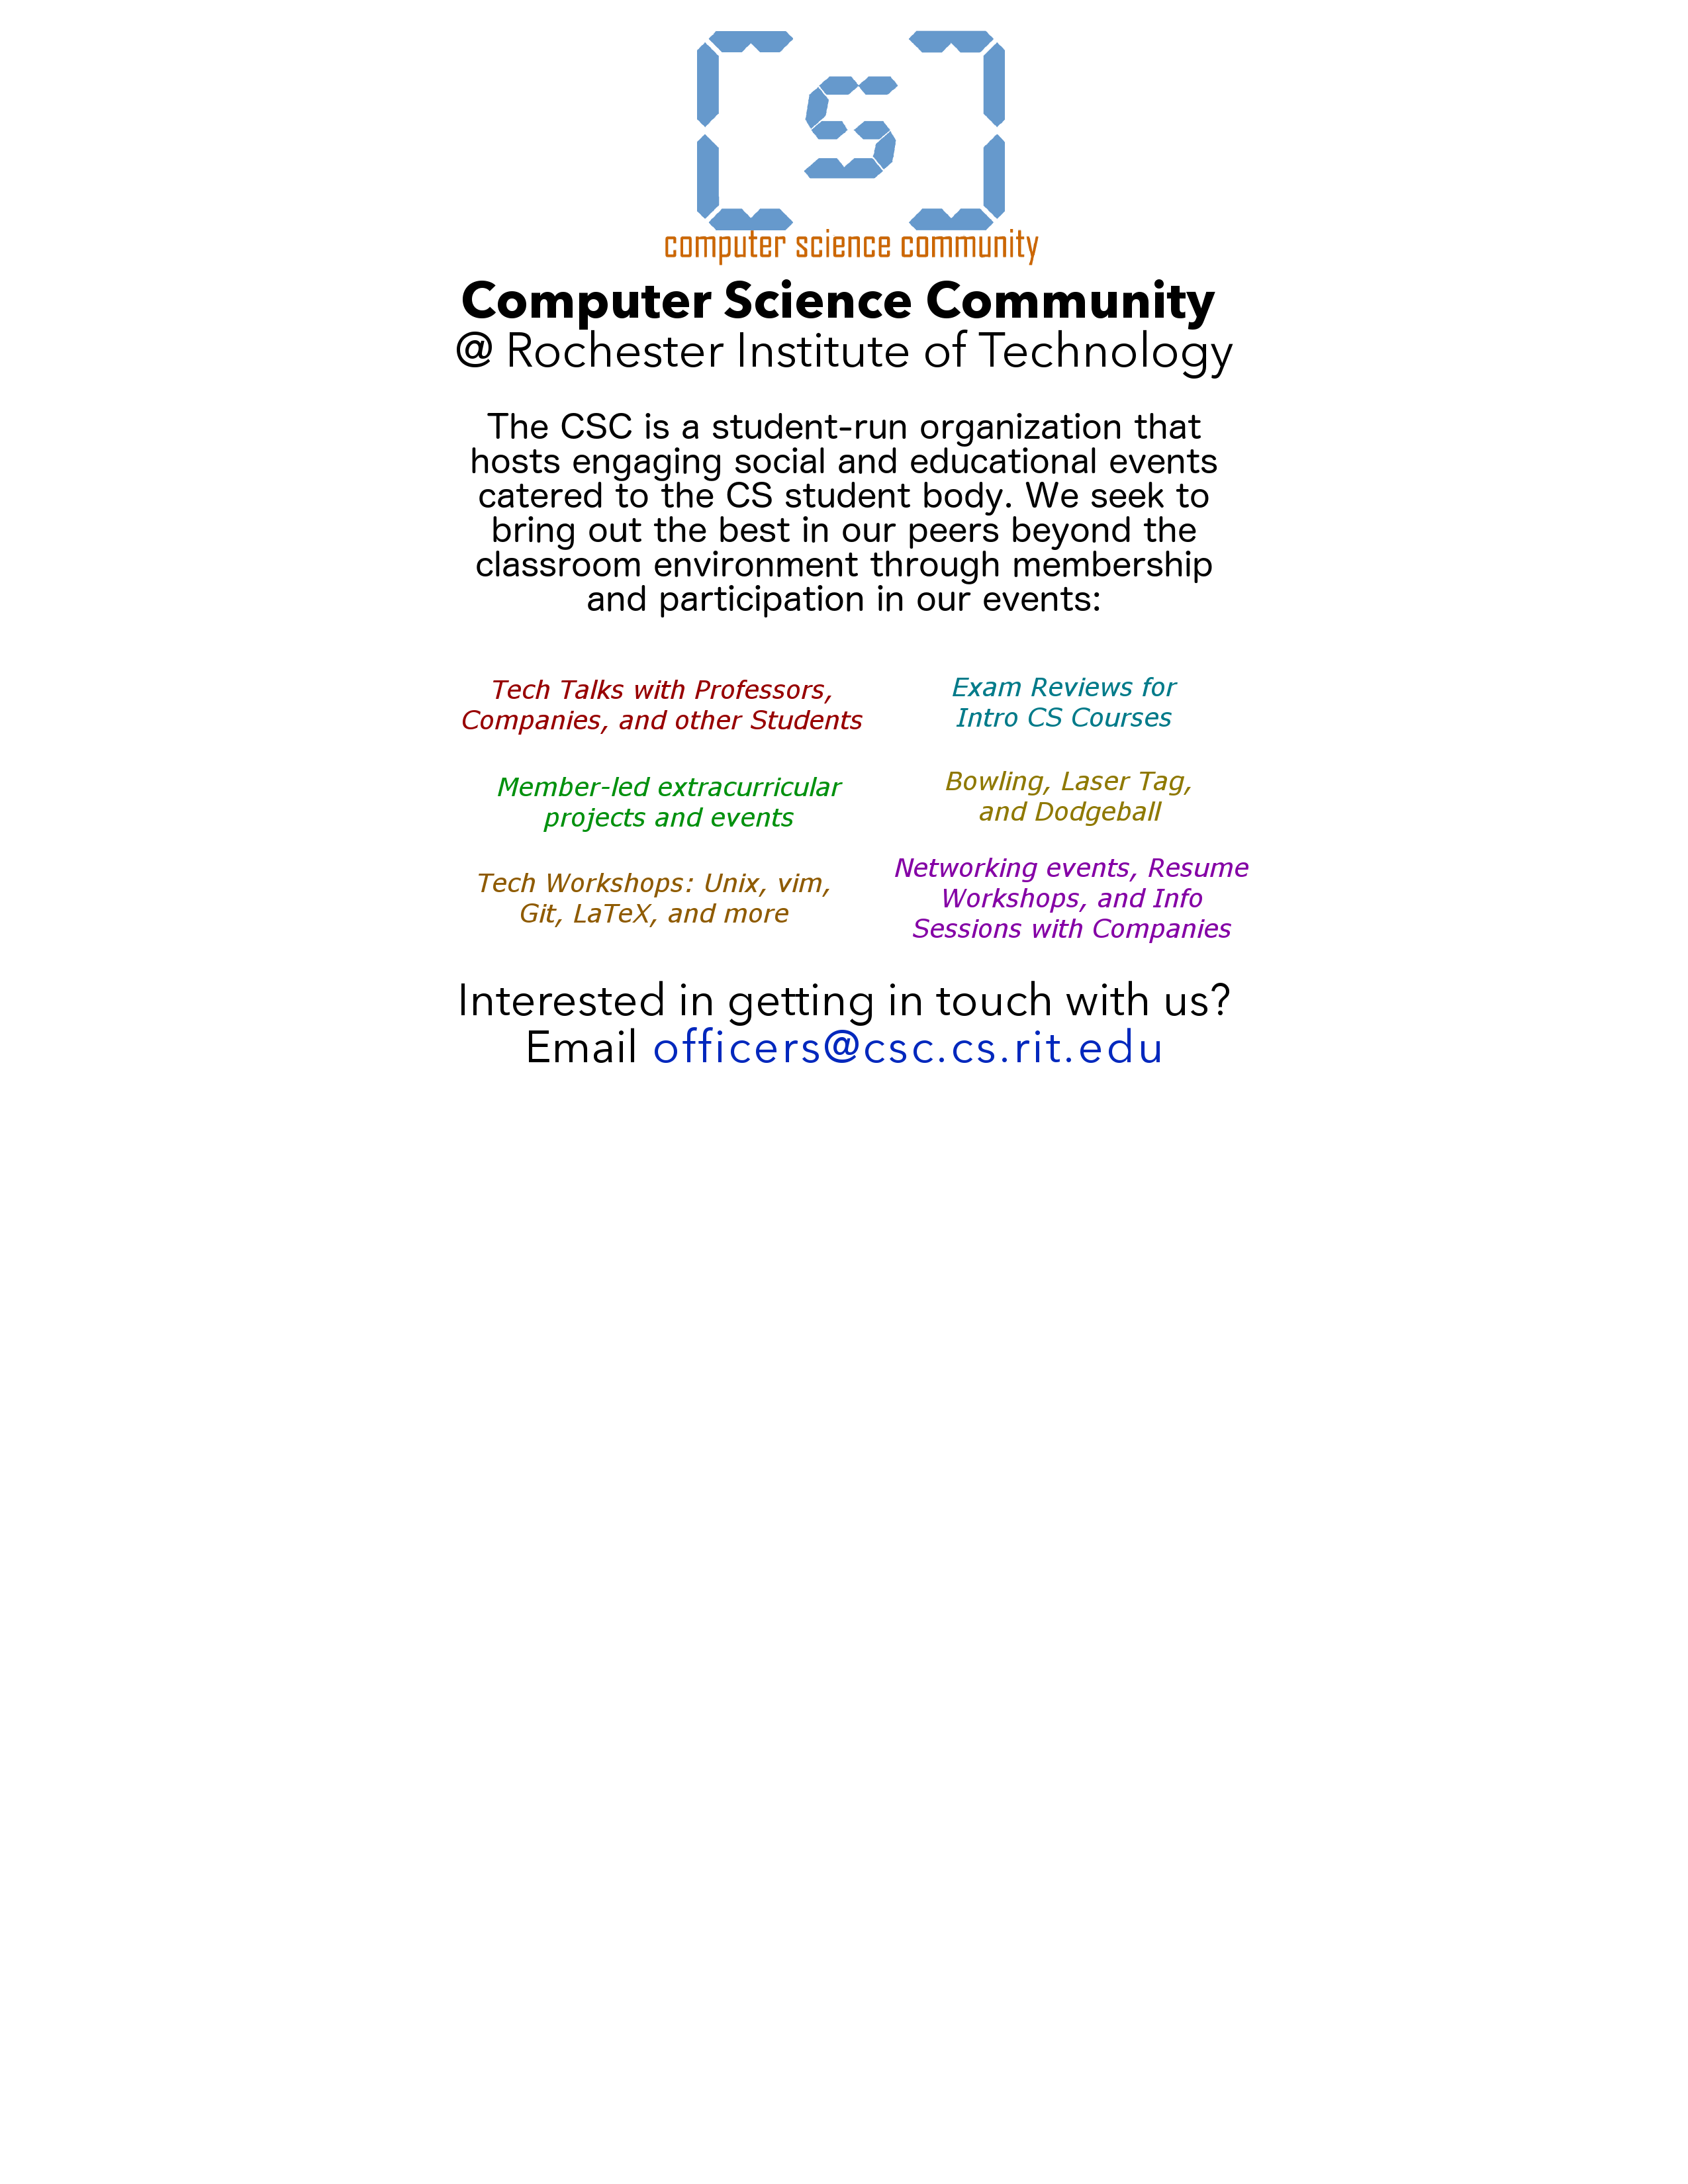 CSC
computer science community
Computer Science Community
@ Rochester Institute of Technology
The CSC is a student-run organization that
hosts engaging social and educational events
catered to the CS student body. We seek to
bring out the best in our peers beyond the
classroom environment through membership
and participation in our events:
Tech Talks with Professors,
Companies, and other Students
Exam Reviews for
Intro CS Courses
Member-led extracurricular
projects and events
Bowling, Laser Tag,
and Dodgeball
Tech Workshops: Unix, vim,
Git, LaTeX, and more
Networking events, Resume
Workshops, and Info
Sessions with Companies
Interested in getting in touch with us?
Email officers@csc.cs.rit.edu